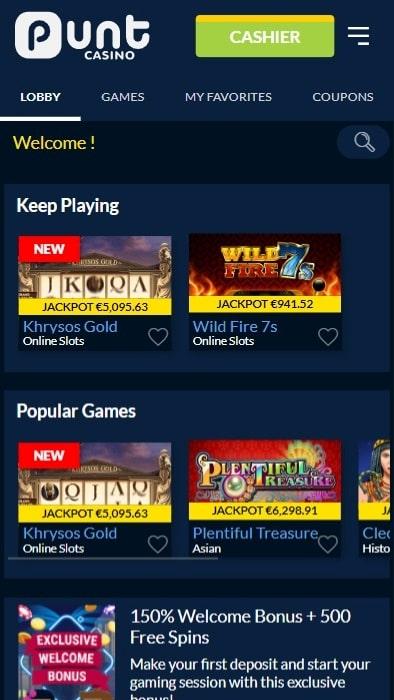 Punt
CASINO
CASHIER
LOBBY GAMES MY FAVORITES COUPONS
Welcome !
Keep Playing
NEW
KHRYSOS GOLD
J K Q A
JACKPOT €5,095.63
Khrysos Gold
Online Slots
WILD
FIRE 7s
JACKPOT €941.52
Wild Fire 7s
Online Slots
Popular Games
NEW
KHRYSOS GOLD
Q J A Q
JACKPOT €5,095.63
Khrysos Gold
Online Slots
PLENTIFUL
TREASURE
JACKPOT €6,298.91
Plentiful Treasure
Asian
JA
Cleo
Histo
EXCLUSIVE
WELCOME
BONUS
150% Welcome Bonus + 500
Free Spins
Make your first deposit and start your
gaming session with this exclusive
bonus!